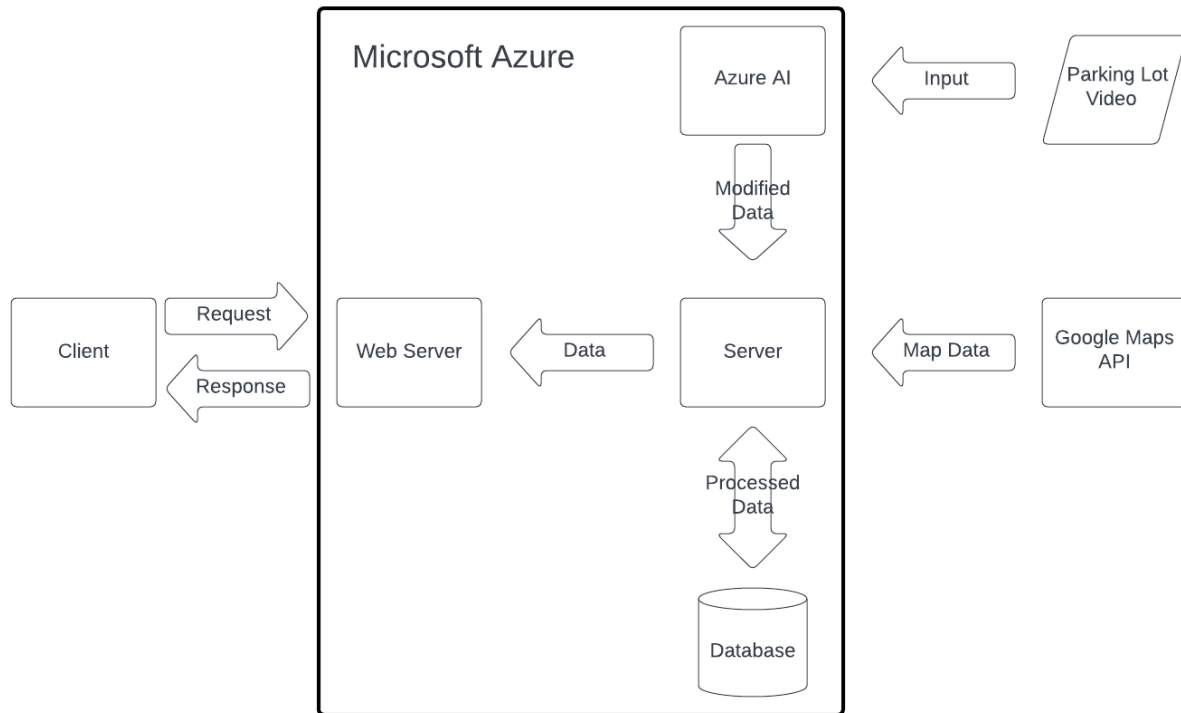 Microsoft Azure
Azure AI
Input
Parking Lot
Video
Modified
Data
Client
Request
Response
Web Server
Data
Server
Map Data
Google Maps
API
Processed
Data
Database